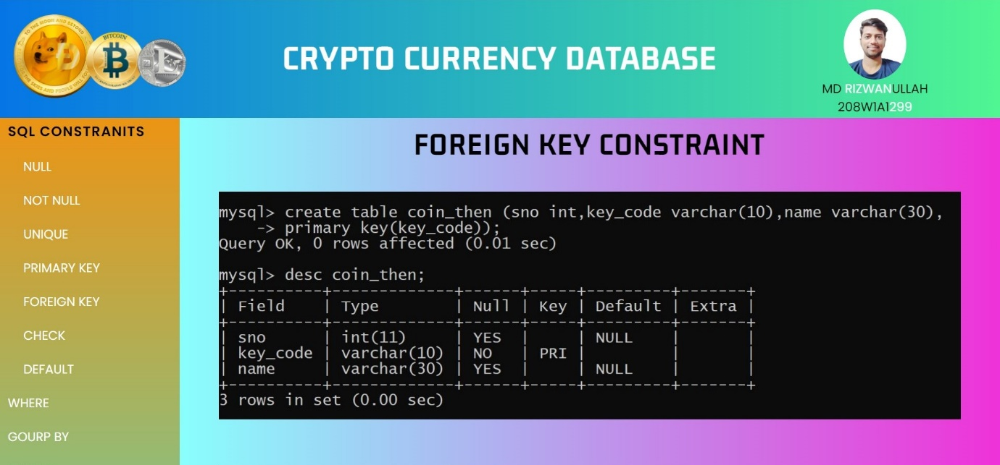 TO THE MOON AND BEYOND
BITCOIN
CRYPTO CURRENCY DATABASE
MD RIZWANULLAH
208W1A1299
SQL CONSTRANITS
NULL
NOT NULL
UNIQUE
PRIMARY KEY
FOREIGN KEY
CHECK
DEFAULT
WHERE
GOURP BY
FOREIGN KEY CONSTRAINT
mysql> create table coin_then (sno int,key_code varchar(10),name varchar(30),
    -> primary key(key_code));
Query OK, 0 rows affected (0.01 sec)
mysql> desc coin_then;
+----------+-------------+------+-----+---------+-------+
| Field    | Type        | Null | Key | Default | Extra |
+----------+-------------+------+-----+---------+-------+
| sno      | int(11)     | YES  |     | NULL    |       |
| key_code | varchar(10) | NO   | PRI |         |       |
| name     | varchar(30) | YES  |     | NULL    |       |
+----------+-------------+------+-----+---------+-------+
3 rows in set (0.00 sec)